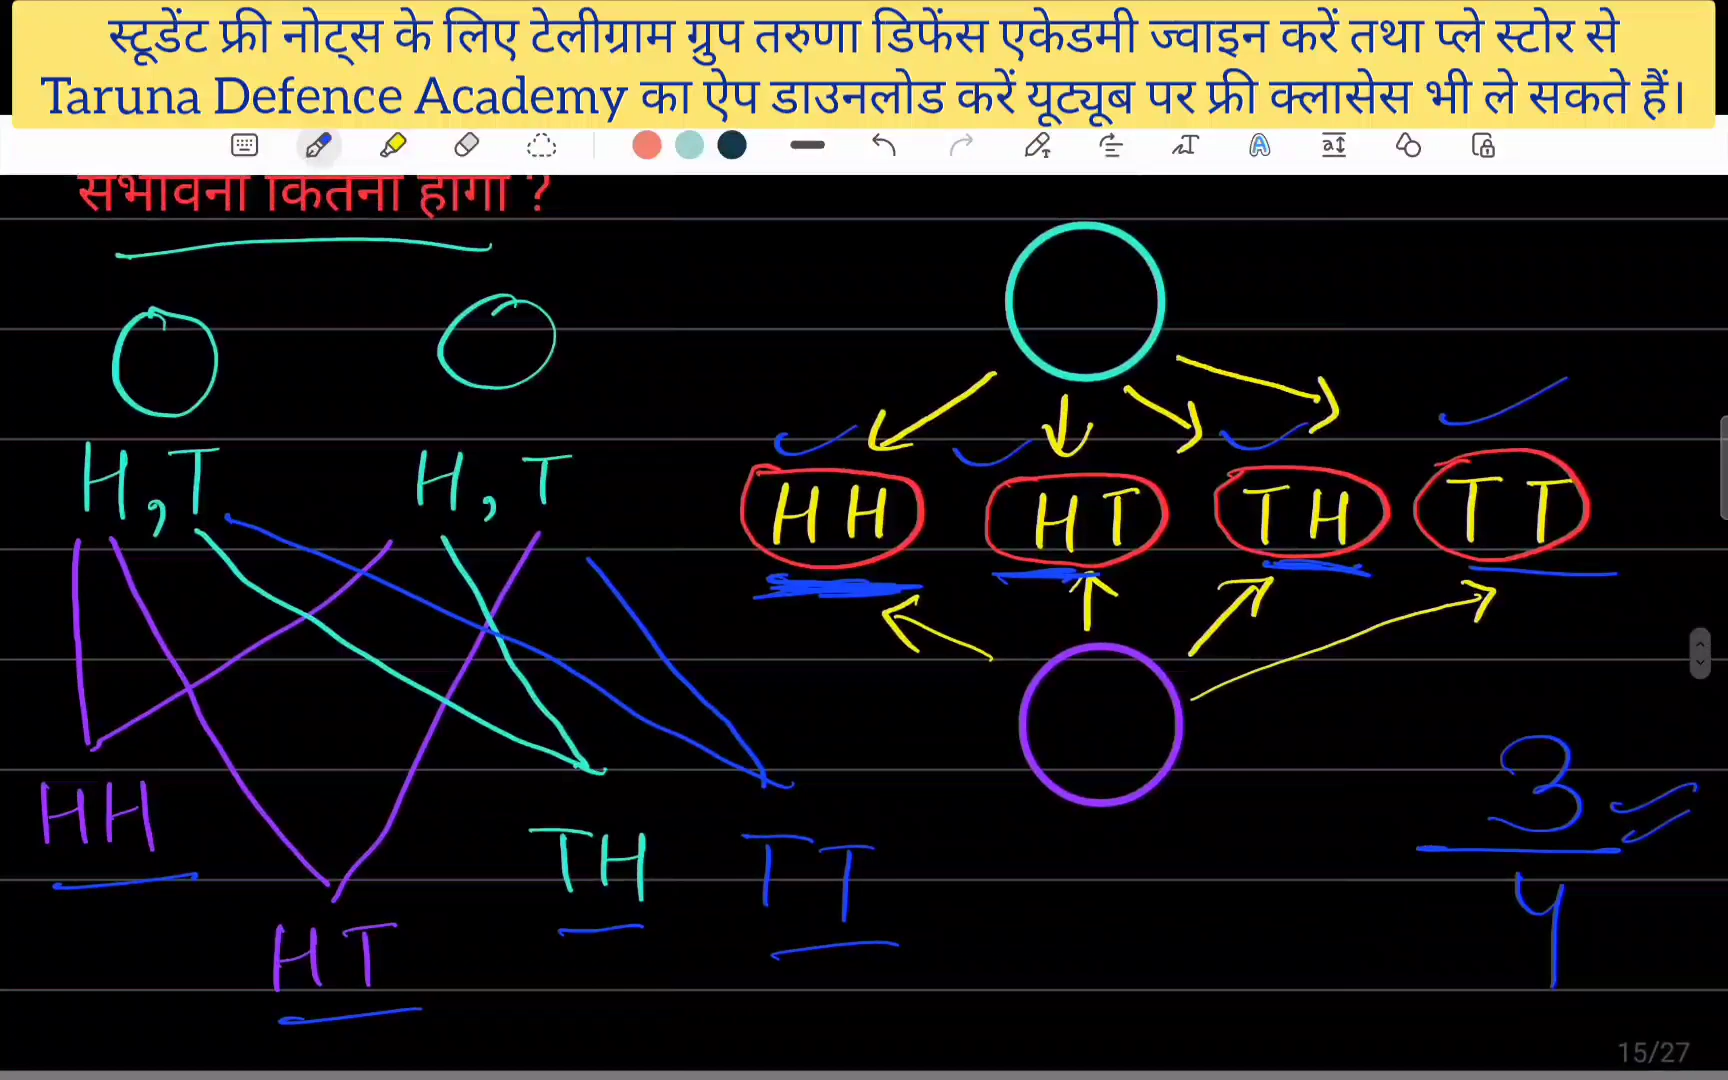 स्टूडेंट फ्री नोट्स के लिए टेलीग्राम ग्रुप तरुणा डिफेंस एकेडमी ज्वाइन करें तथा प्ले स्टोर से
Taruna Defence Academy का ऐप डाउनलोड करें यूट्यूब पर फ्री क्लासेस भी ले सकते हैं।
संभावना कितनी होगी ?
H, T
H, T
HH
HT
TH
TT
HH
HT
TH
TT
3
4
15/27